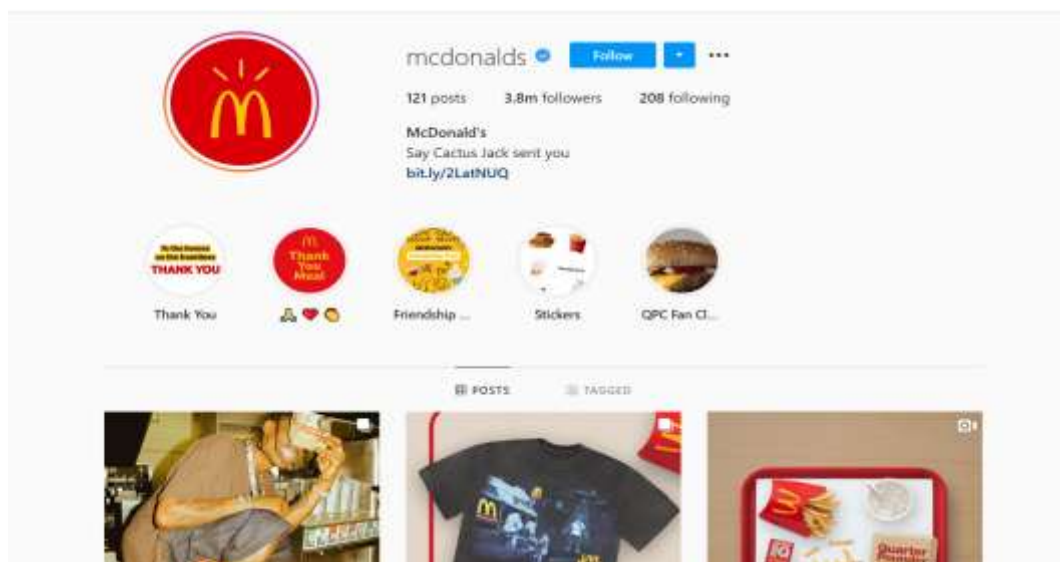 mcdonalds Follow
121 posts 3.8m followers 208 following
McDonald's
Say Cactus Jack sent you
bit.ly/2LatNUQ
THANK YOU
Thank You Meal
Thank You
Friendship ...
Stickers
QPC Fan Cl...
POSTS
TAGGED
Quarter